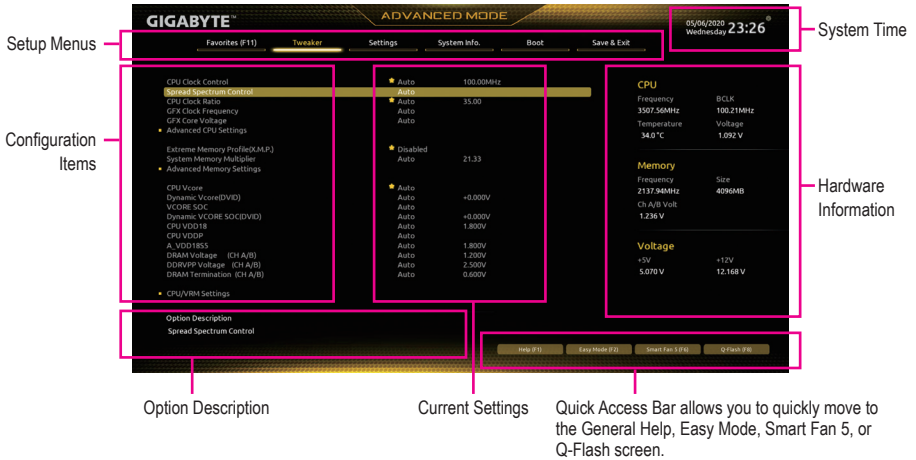 GIGABYTE™
ADVANCED MODE
05/06/2020
Wednesday
23:26
System Time
Setup Menus
Favorites (F11) Tweaker Settings System Info. Boot Save & Exit
Configuration
Items
CPU Clock Control Auto 100.00MHz
Spread Spectrum Control Auto
CPU Clock Ratio Auto 35.00
GFX Clock Frequency Auto
GFX Core Voltage Auto
Advanced CPU Settings
Extreme Memory Profile(X.M.P.) Disabled
System Memory Multiplier Auto 21.33
Advanced Memory Settings
CPU Vcore Auto
Dynamic Vcore(DVID) Auto +0.000V
VCORE SOC Auto
Dynamic VCORE SOC(DVID) Auto +0.000V
CPU VDD18 Auto 1.800V
CPU VDDP Auto
A_VDD18S5 Auto 1.800V
DRAM Voltage (CH A/B) Auto 1.200V
DDRVPP Voltage (CH A/B) Auto 2.500V
DRAM Termination (CH A/B) Auto 0.600V
CPU/VRM Settings
CPU
Frequency BCLK
3507.56MHz 100.21MHz
Temperature Voltage
34.0 °C 1.092 V
Memory
Frequency Size
2137.94MHz 4096MB
Ch A/B Volt
1.236 V
Voltage
+5V +12V
5.070 V 12.168 V
Hardware
Information
Option Description
Spread Spectrum Control
Help (F1) Easy Mode (F2) Smart Fan 5 (F6) Q-Flash (F8)
Option Description
Current Settings
Quick Access Bar allows you to quickly move to
the General Help, Easy Mode, Smart Fan 5, or
Q-Flash screen.